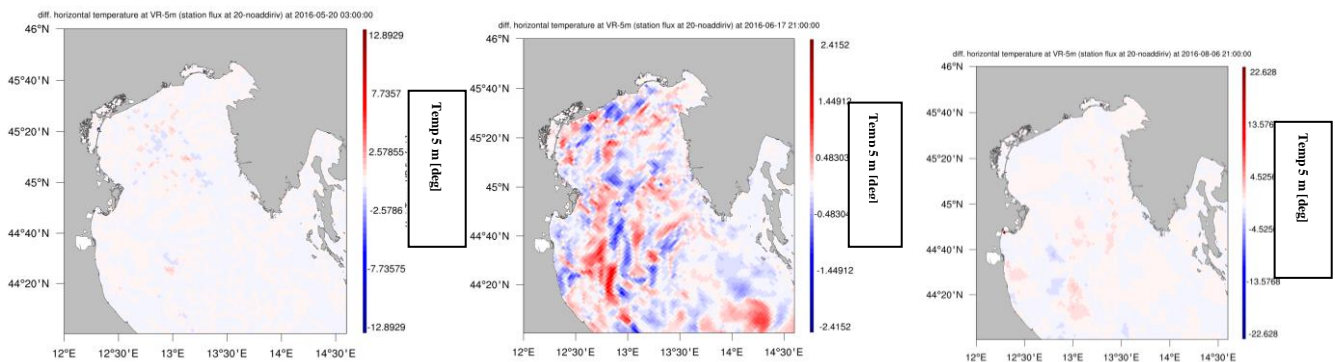 diff. horizontal temperature at VR-5m (station flux at 20-noaddiriv) at 2016-05-20 03:00:00
46°N
45°40'N
45°20'N
45°N
44°40'N
44°20'N
12°E
12°30'E
13°E
13°30'E
14°E
14°30'E
12.8929
7.7357
2.57855
-2.5786
-7.73575
-12.8929
Temp 5 m [deg]
diff. horizontal temperature at VR-5m (station flux at 20-noaddiriv) at 2016-06-17 21:00:00
46°N
45°40'N
45°20'N
45°N
44°40'N
44°20'N
12°E
12°30'E
13°E
13°30'E
14°E
14°30'E
2.4152
1.44912
0.48303
-0.48304
-1.44912
-2.4152
Temp 5 m [deg]
diff. horizontal temperature at VR-5m (station flux at 20-noaddiriv) at 2016-08-06 21:00:00
46°N
45°40'N
45°20'N
45°N
44°40'N
44°20'N
12°E
12°30'E
13°E
13°30'E
14°E
14°30'E
22.628
13.576
4.5256
-4.525
-13.5768
-22.628
Temp 5 m [deg]